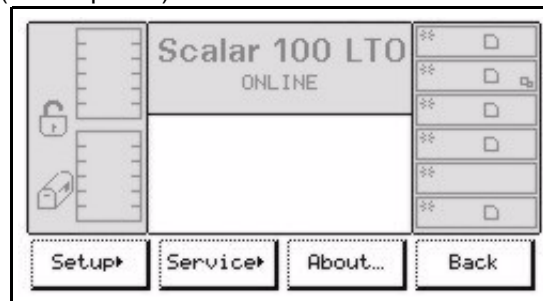 Scalar 100 LTO
ONLINE
Setup
Service
About...
Back